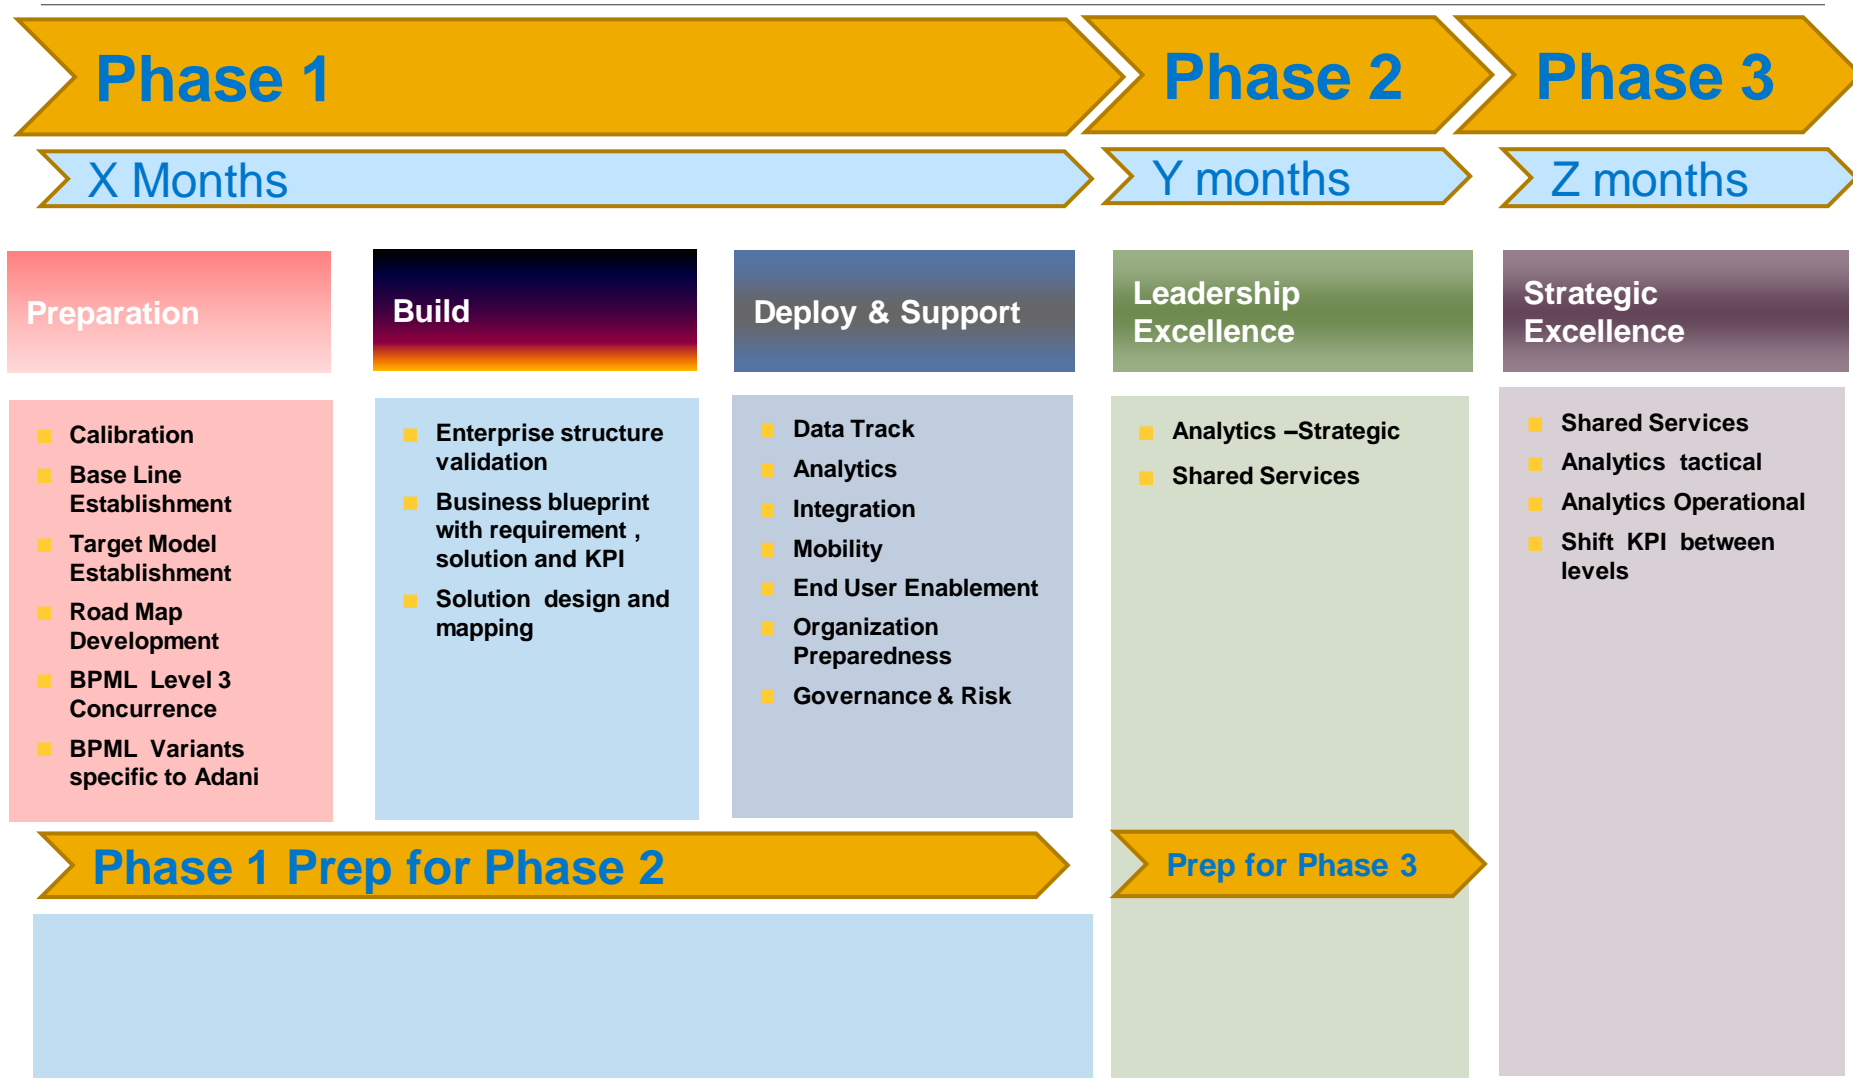 Phase 1
Phase 2
Phase 3
X Months
Y months
Z months
Preparation
Build
Deploy & Support
Leadership
Excellence
Strategic
Excellence
Calibration
Base Line
Establishment
Target Model
Establishment
Road Map
Development
BPML Level 3
Concurrence
BPML Variants
specific to Adani
Enterprise structure
validation
Business blueprint
with requirement ,
solution and KPI
Solution design and
mapping
Data Track
Analytics
Integration
Mobility
End User Enablement
Organization
Preparedness
Governance & Risk
Analytics –Strategic
Shared Services
Shared Services
Analytics tactical
Analytics Operational
Shift KPI between
levels
Phase 1 Prep for Phase 2
Prep for Phase 3